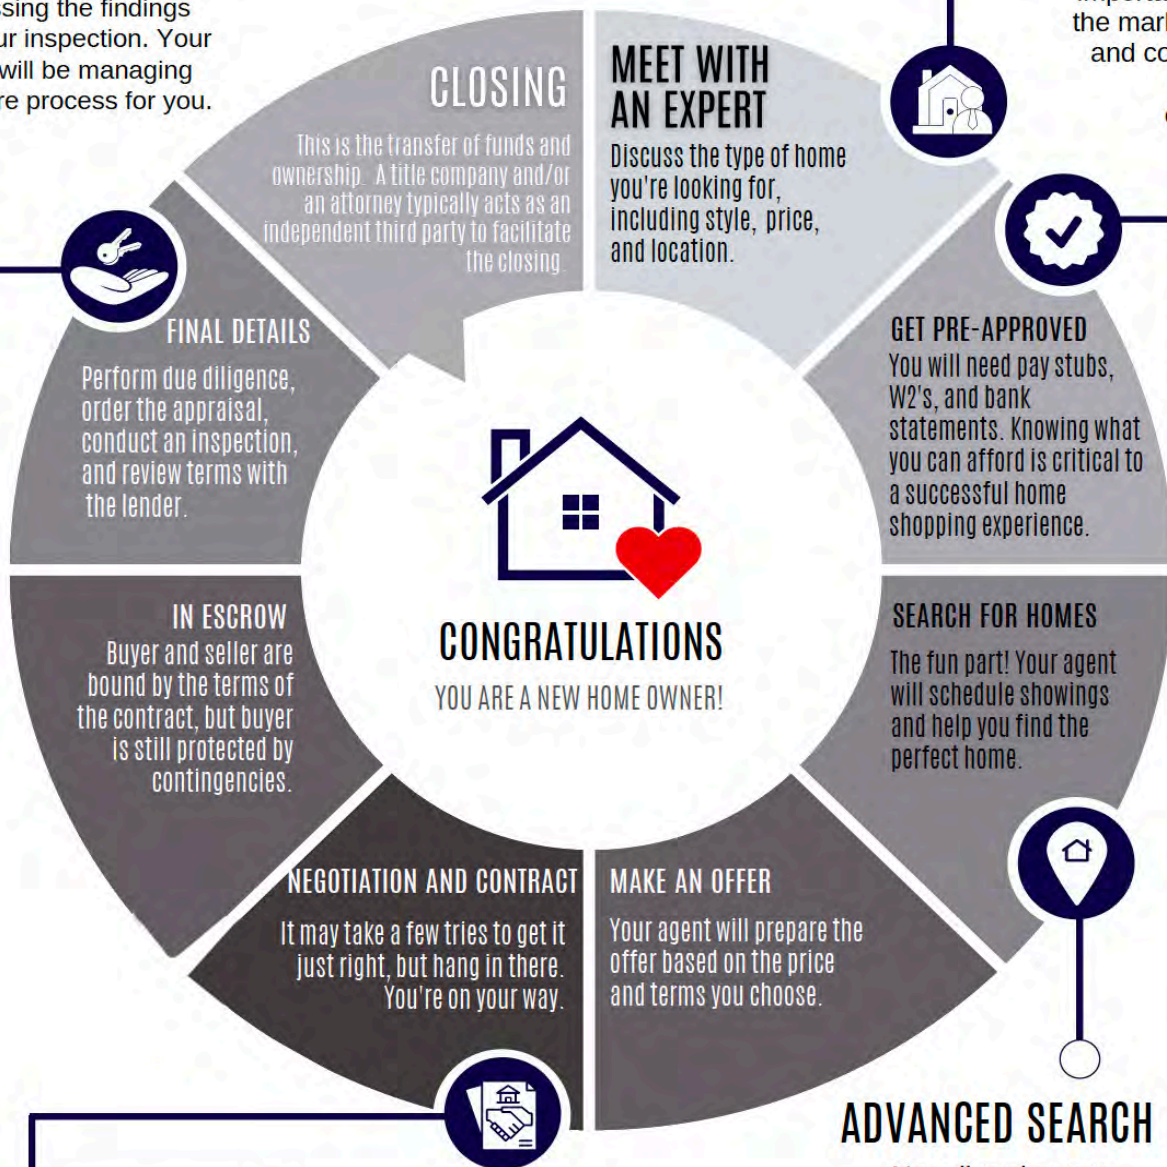 sing the findings
ur inspection. Your
will be managing
re process for you.
the mar
and co
CLOSING
This is the transfer of funds and
ownership. A title company and/or
an attorney typically acts as an
independent third party to facilitate
the closing.
MEET WITH
AN EXPERT
Discuss the type of home
you're looking for,
including style, price,
and location.
GET PRE-APPROVED
You will need pay stubs,
W2's, and bank
statements. Knowing what
you can afford is critical to
a successful home
shopping experience.
SEARCH FOR HOMES
The fun part! Your agent
will schedule showings
and help you find the
perfect home.
MAKE AN OFFER
Your agent will prepare the
offer based on the price
and terms you choose.
NEGOTIATION AND CONTRACT
It may take a few tries to get it
just right, but hang in there.
You're on your way.
IN ESCROW
Buyer and seller are
bound by the terms of
the contract, but buyer
is still protected by
contingencies.
FINAL DETAILS
Perform due diligence,
order the appraisal,
conduct an inspection,
and review terms with
the lender.
CONGRATULATIONS
YOU ARE A NEW HOME OWNER!
ADVANCED SEARCH